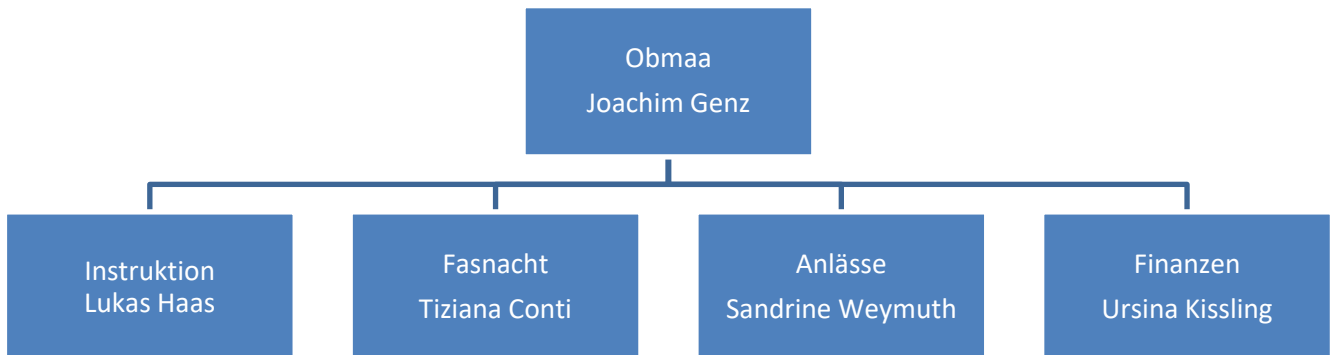 Obmaa
Joachim Genz
Instruktion
Lukas Haas
Fasnacht
Tiziana Conti
Anlässe
Sandrine Weymuth
Finanzen
Ursina Kissling